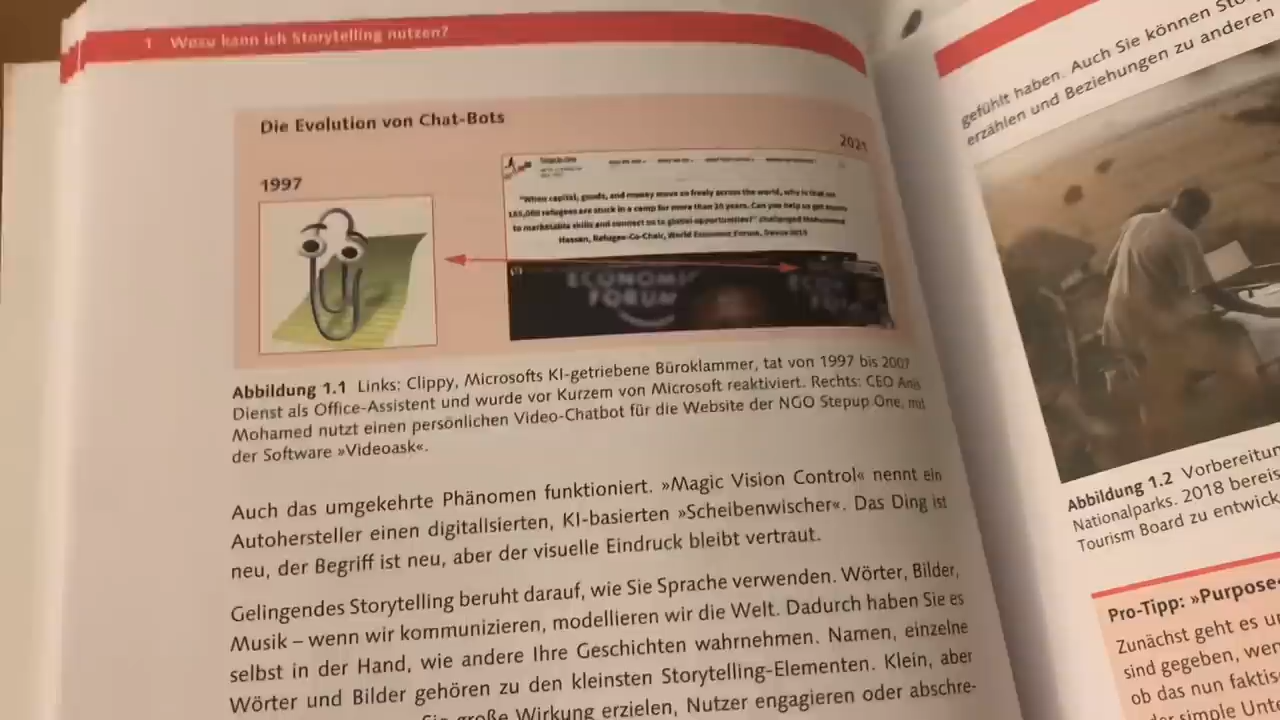 1 Wozu kann ich Storytelling nutzen?
Die Evolution von Chat-Bots
1997
2021
"When capital, goods, and money move so freely across the world, why is that
185,000 refugees are stuck in a camp for more than 20 years. Can you help us get
to marketable skills and connect us to global opportunities?" challenged Mohammed
Hassan, Refugee Co-Chair, World Economic Forum, Davos 2019
ECONOMIC
FORUM
Abbildung 1.1 Links: Clippy, Microsofts KI-getriebene Büroklammer, tat von 1997 bis 2007
Dienst als Office-Assistent und wurde vor Kurzem von Microsoft reaktiviert. Rechts: CEO Anis
Mohamed nutzt einen persönlichen Video-Chatbot für die Website der NGO Stepup One, mit
der Software »Videoask«.
Auch das umgekehrte Phänomen funktioniert. »Magic Vision Control« nennt ein
Autohersteller einen digitalisierten, KI-basierten »Scheibenwischer«. Das Ding ist
neu, der Begriff ist neu, aber der visuelle Eindruck bleibt vertraut.
Gelingendes Storytelling beruht darauf, wie Sie Sprache verwenden. Wörter, Bilder,
Musik – wenn wir kommunizieren, modellieren wir die Welt. Dadurch haben Sie es
selbst in der Hand, wie andere Ihre Geschichten wahrnehmen. Namen, einzelne
Wörter und Bilder gehören zu den kleinsten Storytelling-Elementen. Klein, aber
große Wirkung erzielen, Nutzer engagieren oder abschre-
gefühlt haben. Auch Sie können
erzählen und Beziehungen zu anderen
Abbildung 1.2 Vorbereitun
Nationalparks. 2018 bereis
Tourism Board zu entwick
Pro-Tipp: »Purpose
Zunächst geht es u
sind gegeben, wen
ob das nun faktis
simple Unte